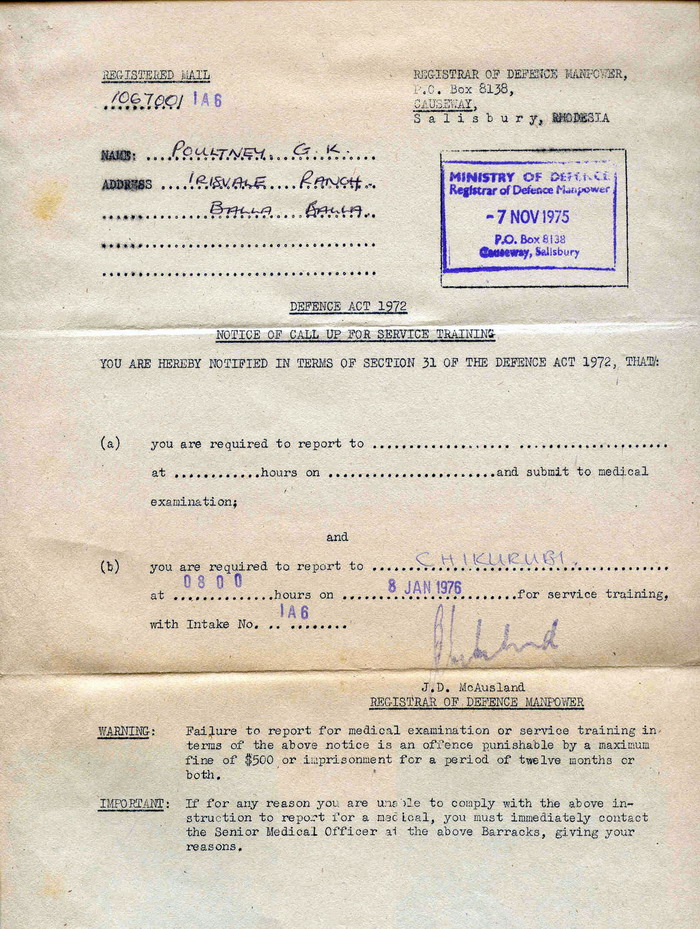 REGISTERED MAIL
1067001 1A6
REGISTRAR OF DEFENCE MANPOWER,
P.O. Box 8138,
CAUSEWAY,
Salisbury, RHODESIA
NAME: ...POULTNEY. G. K. ...
ADDRESS ...IRISVALE RANCH...
BALLA BALLA.
MINISTRY OF DEFENCE
Registrar of Defence Manpower
-7 NOV 1975
P.O. Box 8138
Causeway, Salisbury
DEFENCE ACT 1972
NOTICE OF CALL UP FOR SERVICE TRAINING
YOU ARE HEREBY NOTIFIED IN TERMS OF SECTION 31 OF THE DEFENCE ACT 1972, THAT:
(a) you are required to report to .................. ......................
at ............hours on .......................and submit to medical
examination;
and
(b) you are required to report to ......CHIKURUBI.............
at 0800 hours on 8 JAN 1976 for service training,
with Intake No. 1A6
J.D. McAusland
REGISTRAR OF DEFENCE MANPOWER
WARNING: Failure to report for medical examination or service training in
terms of the above notice is an offence punishable by a maximum
fine of $500 or imprisonment for a period of twelve months or
both.
IMPORTANT: If for any reason you are unable to comply with the above in-
struction to report for a medical, you must immediately contact
the Senior Medical Officer at the above Barracks, giving your
reasons.